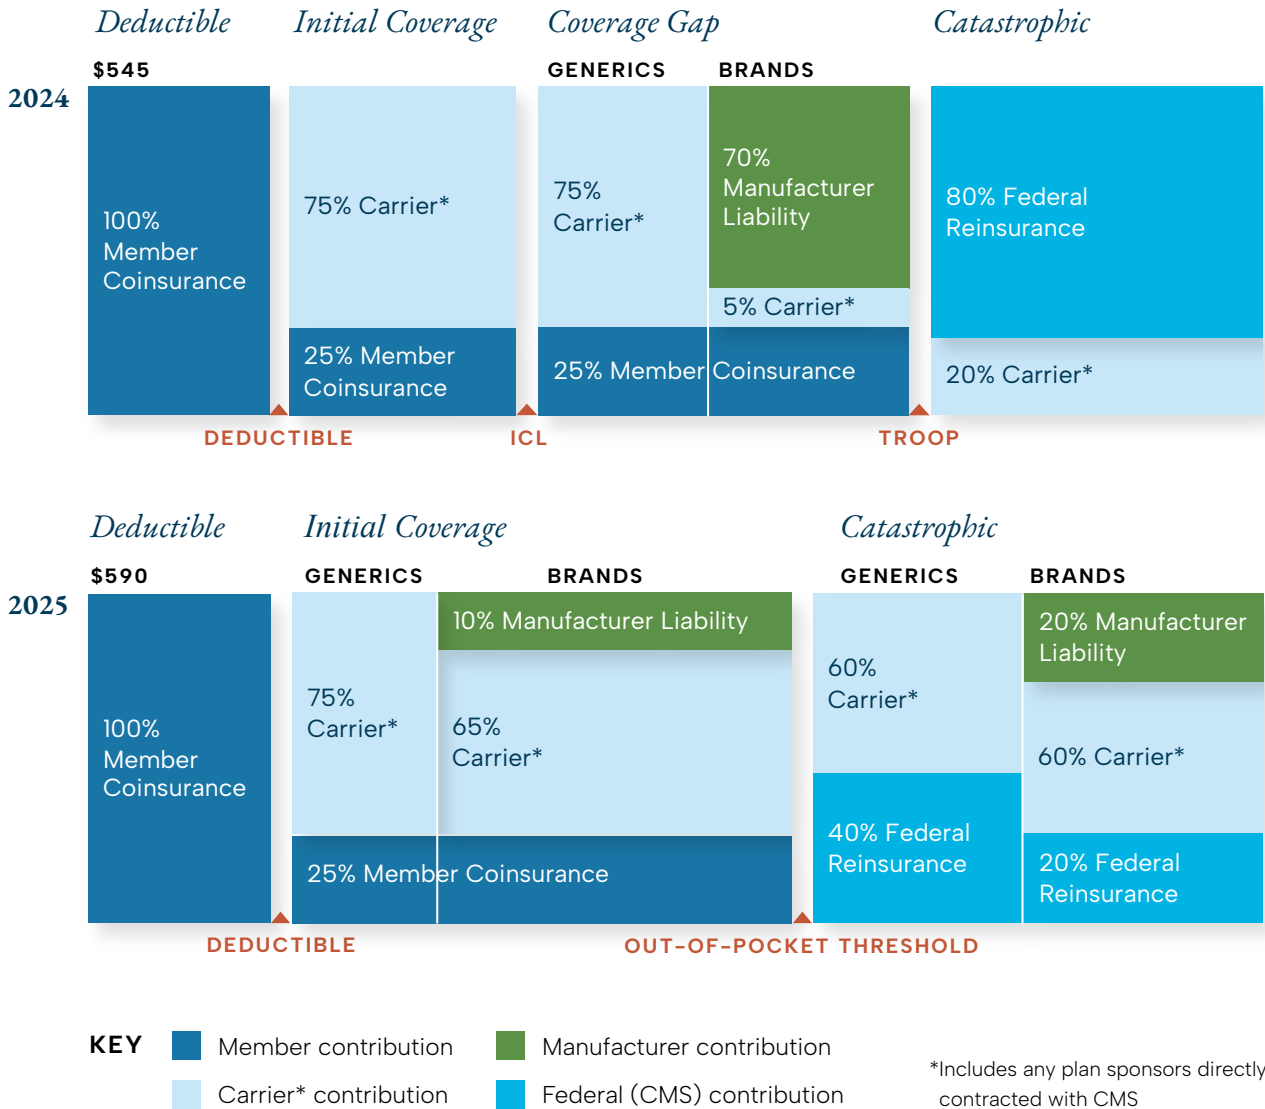 Deductible
Initial Coverage
Coverage Gap
Catastrophic
$545
GENERICS
BRANDS
2024
100%
Member
Coinsurance
75% Carrier*
25% Member
Coinsurance
75%
Carrier*
70%
Manufacturer
Liability
5% Carrier*
25% Member Coinsurance
80% Federal
Reinsurance
20% Carrier*
DEDUCTIBLE
ICL
TROOP
Deductible
Initial Coverage
Catastrophic
$590
GENERICS
BRANDS
GENERICS
BRANDS
2025
100%
Member
Coinsurance
75%
Carrier*
10% Manufacturer Liability
65%
Carrier*
25% Member Coinsurance
60%
Carrier*
40% Federal
Reinsurance
20% Manufacturer
Liability
60% Carrier*
20% Federal
Reinsurance
DEDUCTIBLE
OUT-OF-POCKET THRESHOLD
KEY
Member contribution
Manufacturer contribution
Carrier* contribution
Federal (CMS) contribution
*Includes any plan sponsors directly
contracted with CMS